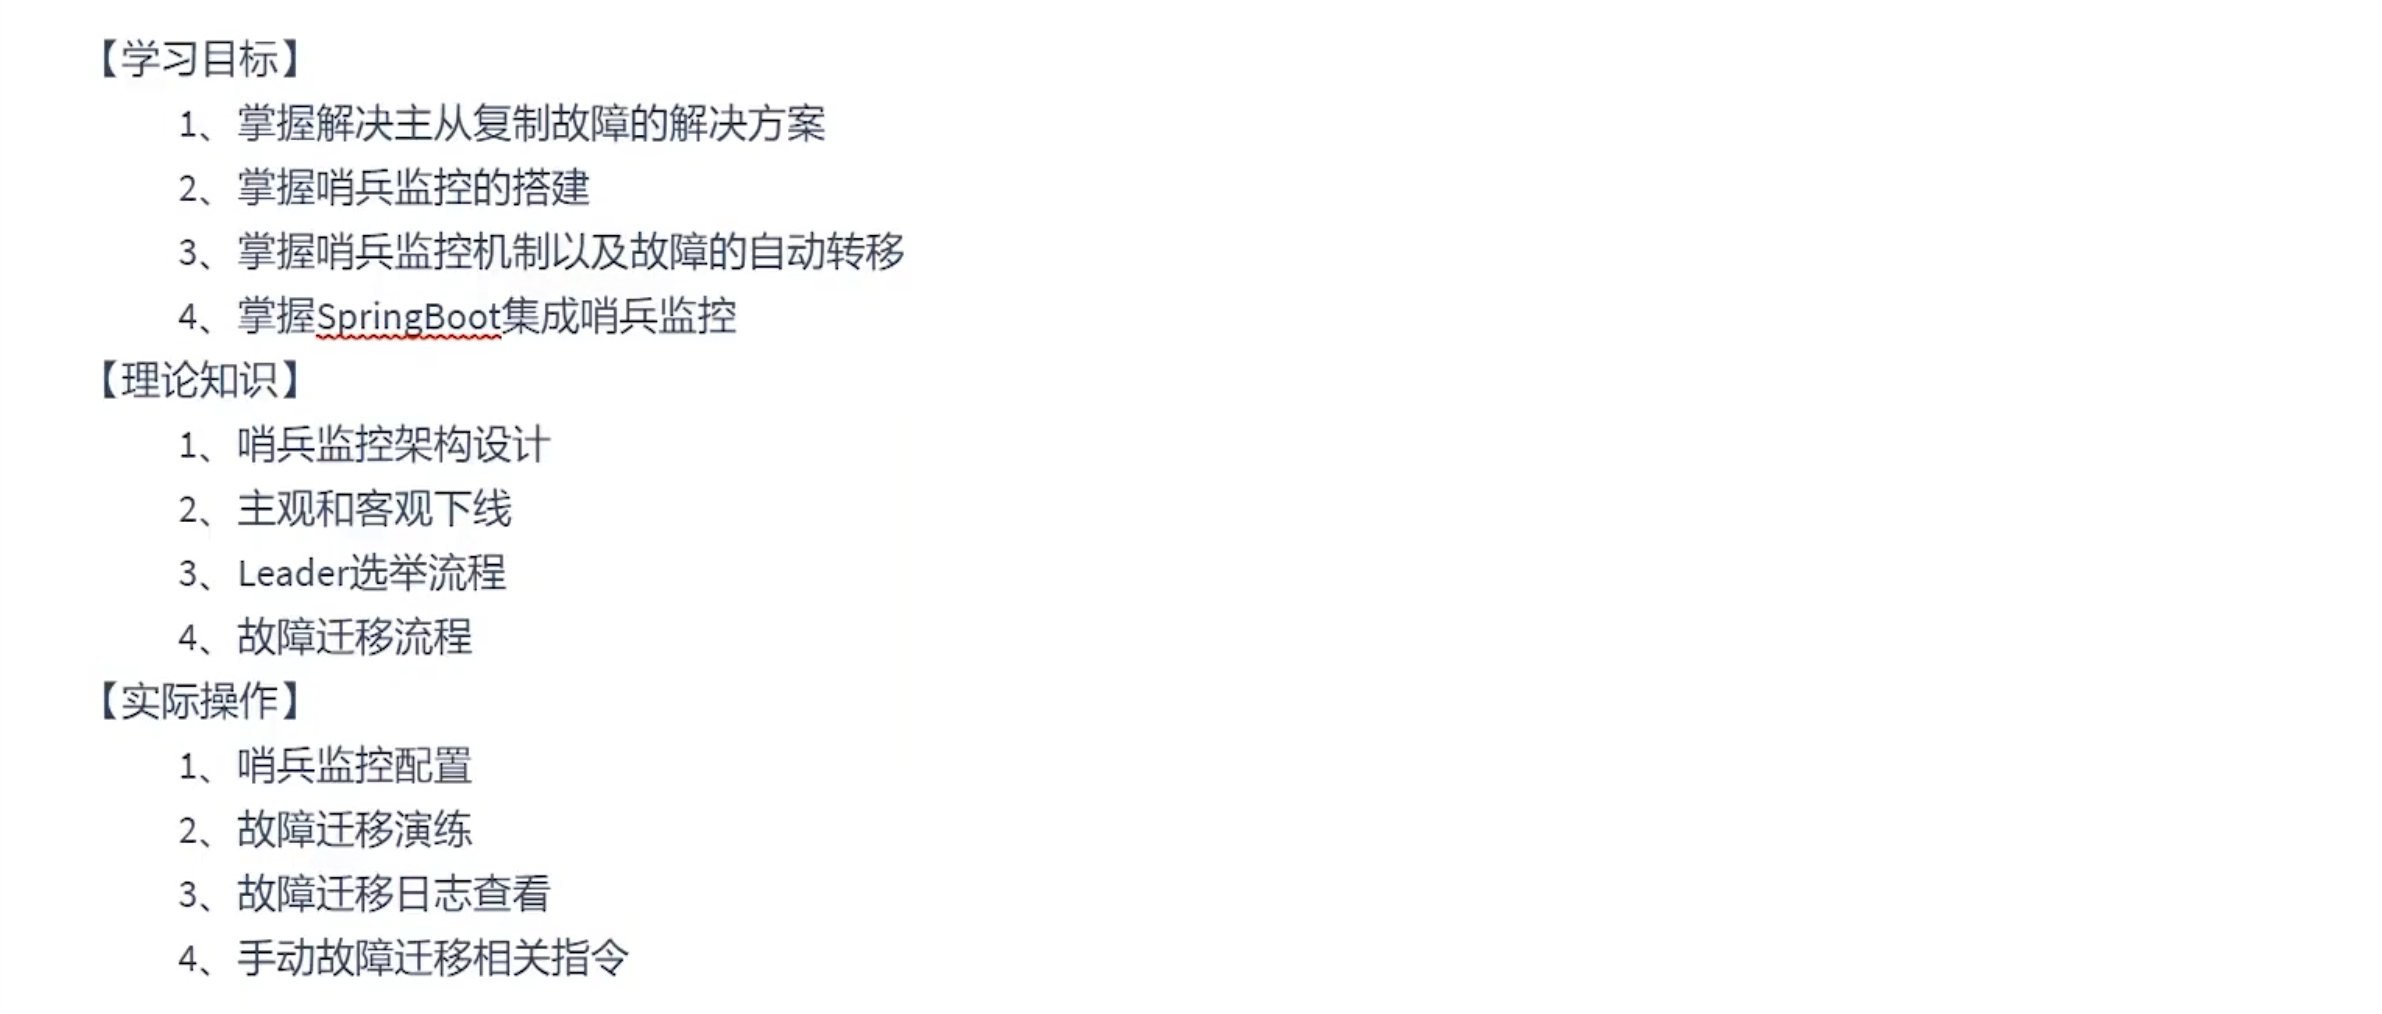 【学习目标】
1、掌握解决主从复制故障的解决方案
2、掌握哨兵监控的搭建
3、掌握哨兵监控机制以及故障的自动转移
4、掌握SpringBoot集成哨兵监控
【理论知识】
1、哨兵监控架构设计
2、主观和客观下线
3、Leader选举流程
4、故障迁移流程
【实际操作】
1、哨兵监控配置
2、故障迁移演练
3、故障迁移日志查看
4、手动故障迁移相关指令